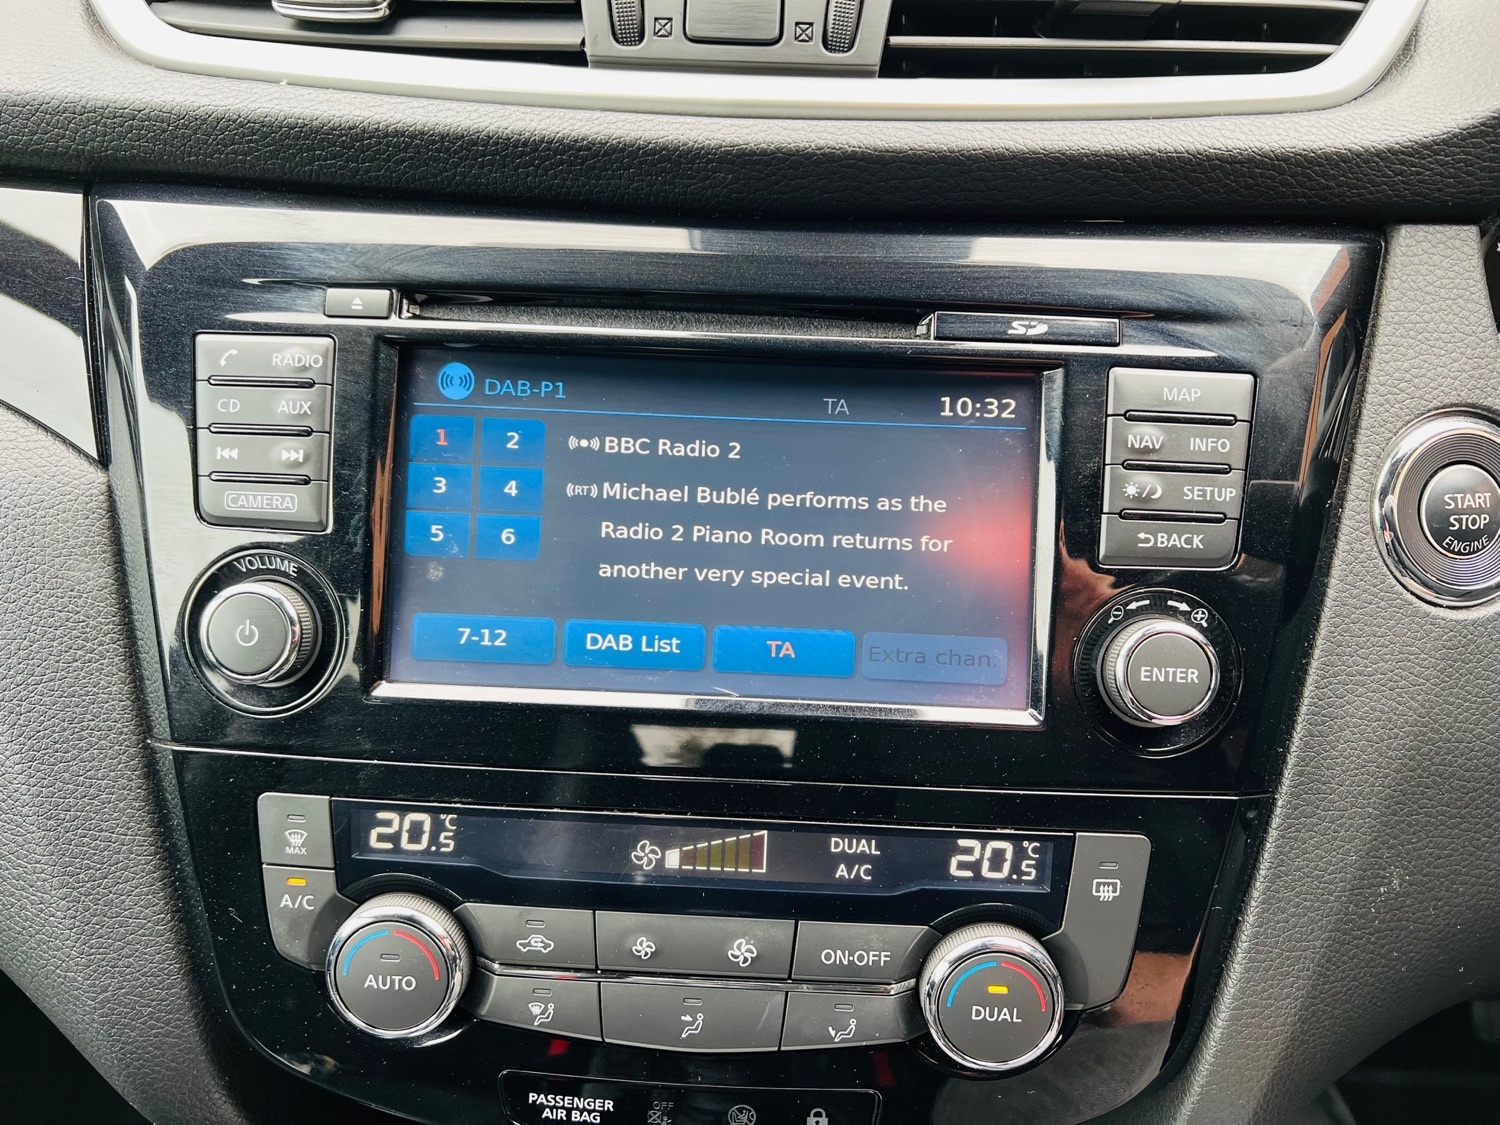 RADIO
CD AUX
CAMERA
VOLUME
SD
DAB-P1
TA
10:32
1 2
3 4
5 6
BBC Radio 2
(RT) Michael Bublé performs as the
Radio 2 Piano Room returns for
another very special event.
7-12
DAB List
TA
Extra chan.
MAP
NAV INFO
SETUP
BACK
ENTER
START
STOP
ENGINE
MAX
A/C
20.5 °C
DUAL
A/C
20.5 °C
AUTO
ON·OFF
DUAL
PASSENGER
AIR BAG
OFF